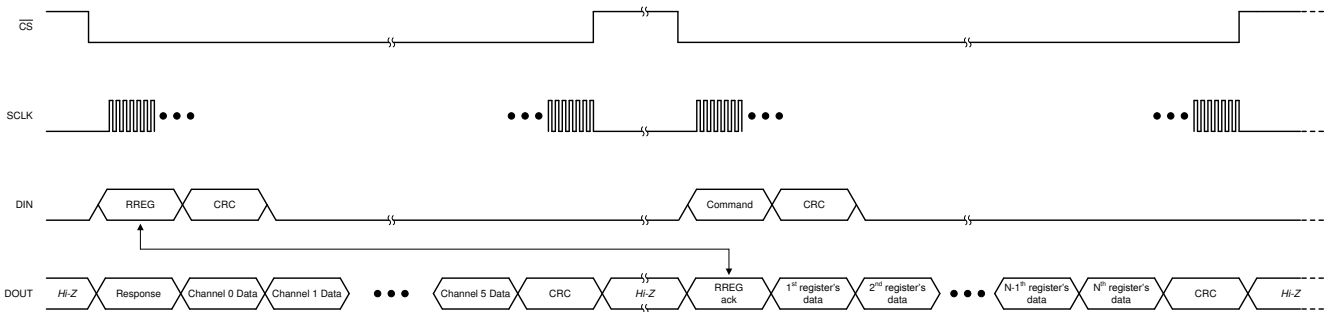 CS
SCLK
DIN
RREG
CRC
Command
CRC
DOUT
Hi-Z
Response
Channel 0 Data
Channel 1 Data
Channel 5 Data
CRC
Hi-Z
RREG
ack
1st register's
data
2nd register's
data
N-1th register's
data
Nth register's
data
CRC
Hi-Z